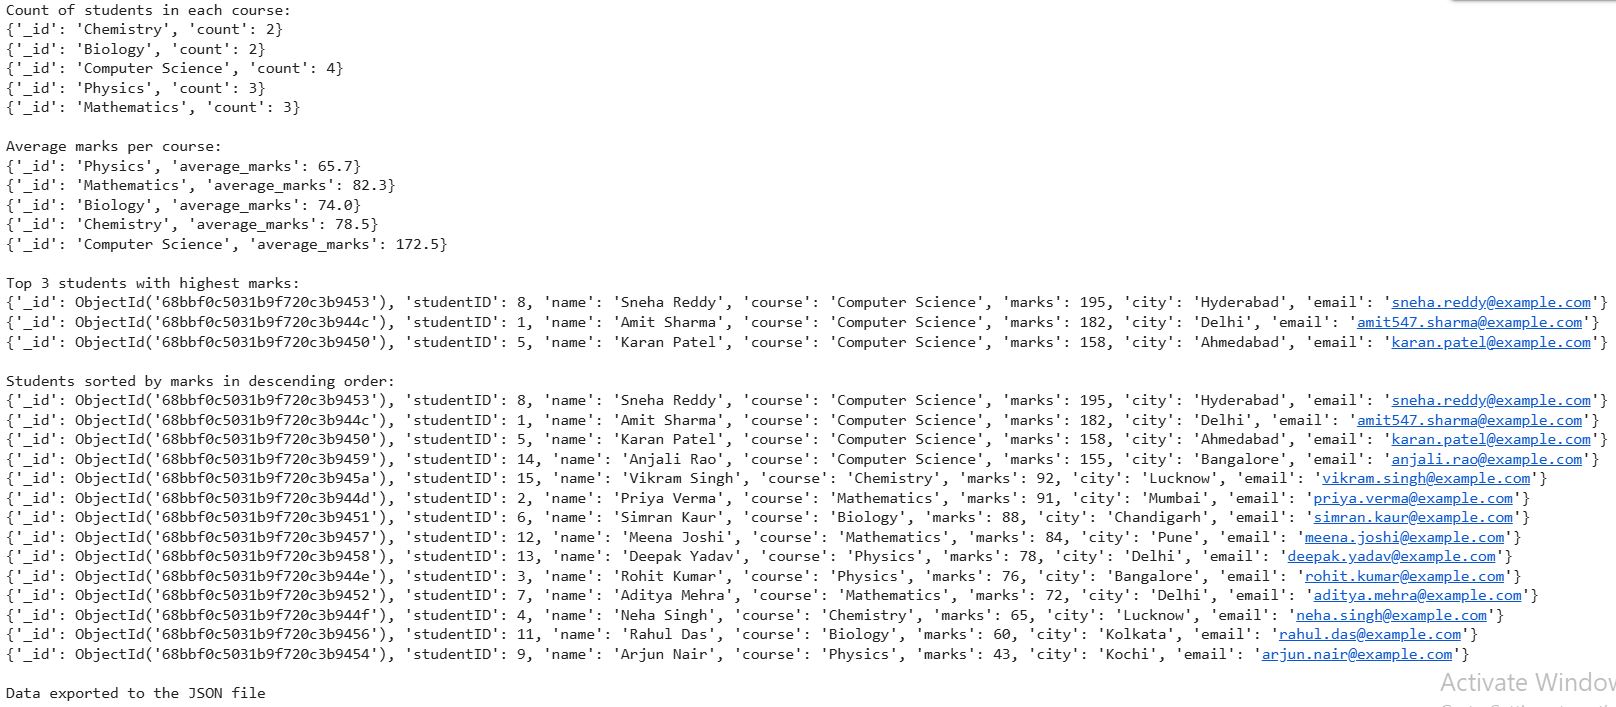 Count of students in each course:
{'_id': 'Chemistry', 'count': 2}
{'_id': 'Biology', 'count': 2}
{'_id': 'Computer Science', 'count': 4}
{'_id': 'Physics', 'count': 3}
{'_id': 'Mathematics', 'count': 3}

Average marks per course:
{'_id': 'Physics', 'average_marks': 65.7}
{'_id': 'Mathematics', 'average_marks': 82.3}
{'_id': 'Biology', 'average_marks': 74.0}
{'_id': 'Chemistry', 'average_marks': 78.5}
{'_id': 'Computer Science', 'average_marks': 172.5}

Top 3 students with highest marks:
{'_id': ObjectId('68bbf0c5031b9f720c3b9453'), 'studentID': 8, 'name': 'Sneha Reddy', 'course': 'Computer Science', 'marks': 195, 'city': 'Hyderabad', 'email': 'sneha.reddy@example.com'}
{'_id': ObjectId('68bbf0c5031b9f720c3b944c'), 'studentID': 1, 'name': 'Amit Sharma', 'course': 'Computer Science', 'marks': 182, 'city': 'Delhi', 'email': 'amit547.sharma@example.com'}
{'_id': ObjectId('68bbf0c5031b9f720c3b9450'), 'studentID': 5, 'name': 'Karan Patel', 'course': 'Computer Science', 'marks': 158, 'city': 'Ahmedabad', 'email': 'karan.patel@example.com'}

Students sorted by marks in descending order:
{'_id': ObjectId('68bbf0c5031b9f720c3b9453'), 'studentID': 8, 'name': 'Sneha Reddy', 'course': 'Computer Science', 'marks': 195, 'city': 'Hyderabad', 'email': 'sneha.reddy@example.com'}
{'_id': ObjectId('68bbf0c5031b9f720c3b944c'), 'studentID': 1, 'name': 'Amit Sharma', 'course': 'Computer Science', 'marks': 182, 'city': 'Delhi', 'email': 'amit547.sharma@example.com'}
{'_id': ObjectId('68bbf0c5031b9f720c3b9450'), 'studentID': 5, 'name': 'Karan Patel', 'course': 'Computer Science', 'marks': 158, 'city': 'Ahmedabad', 'email': 'karan.patel@example.com'}
{'_id': ObjectId('68bbf0c5031b9f720c3b9459'), 'studentID': 14, 'name': 'Anjali Rao', 'course': 'Computer Science', 'marks': 155, 'city': 'Bangalore', 'email': 'anjali.rao@example.com'}
{'_id': ObjectId('68bbf0c5031b9f720c3b945a'), 'studentID': 15, 'name': 'Vikram Singh', 'course': 'Chemistry', 'marks': 92, 'city': 'Lucknow', 'email': 'vikram.singh@example.com'}
{'_id': ObjectId('68bbf0c5031b9f720c3b944d'), 'studentID': 2, 'name': 'Priya Verma', 'course': 'Mathematics', 'marks': 91, 'city': 'Mumbai', 'email': 'priya.verma@example.com'}
{'_id': ObjectId('68bbf0c5031b9f720c3b9451'), 'studentID': 6, 'name': 'Simran Kaur', 'course': 'Biology', 'marks': 88, 'city': 'Chandigarh', 'email': 'simran.kaur@example.com'}
{'_id': ObjectId('68bbf0c5031b9f720c3b9457'), 'studentID': 12, 'name': 'Meena Joshi', 'course': 'Mathematics', 'marks': 84, 'city': 'Pune', 'email': 'meena.joshi@example.com'}
{'_id': ObjectId('68bbf0c5031b9f720c3b9458'), 'studentID': 13, 'name': 'Deepak Yadav', 'course': 'Physics', 'marks': 78, 'city': 'Delhi', 'email': 'deepak.yadav@example.com'}
{'_id': ObjectId('68bbf0c5031b9f720c3b944e'), 'studentID': 3, 'name': 'Rohit Kumar', 'course': 'Physics', 'marks': 76, 'city': 'Bangalore', 'email': 'rohit.kumar@example.com'}
{'_id': ObjectId('68bbf0c5031b9f720c3b9452'), 'studentID': 7, 'name': 'Aditya Mehra', 'course': 'Mathematics', 'marks': 72, 'city': 'Delhi', 'email': 'aditya.mehra@example.com'}
{'_id': ObjectId('68bbf0c5031b9f720c3b944f'), 'studentID': 4, 'name': 'Neha Singh', 'course': 'Chemistry', 'marks': 65, 'city': 'Lucknow', 'email': 'neha.singh@example.com'}
{'_id': ObjectId('68bbf0c5031b9f720c3b9456'), 'studentID': 11, 'name': 'Rahul Das', 'course': 'Biology', 'marks': 60, 'city': 'Kolkata', 'email': 'rahul.das@example.com'}
{'_id': ObjectId('68bbf0c5031b9f720c3b9454'), 'studentID': 9, 'name': 'Arjun Nair', 'course': 'Physics', 'marks': 43, 'city': 'Kochi', 'email': 'arjun.nair@example.com'}

Data exported to the JSON file
Activate Window